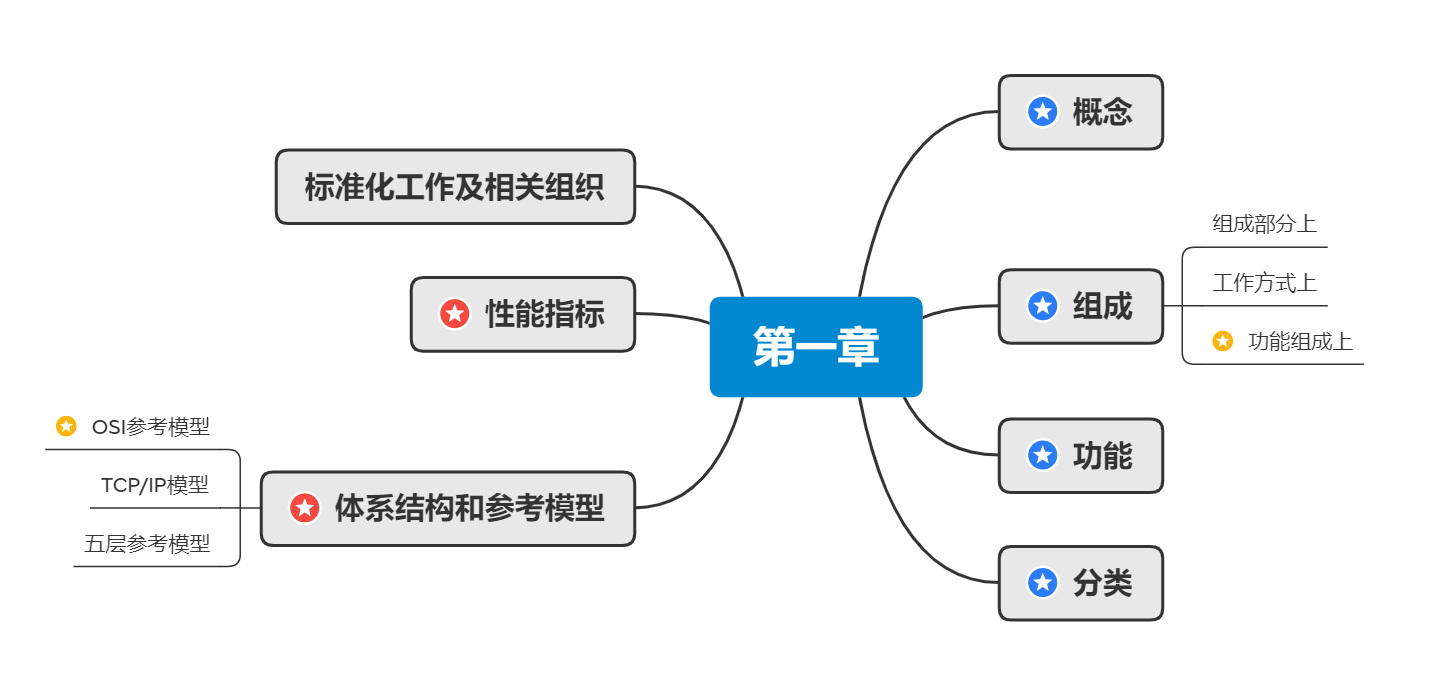 第一章
概念
组成
组成部分上
工作方式上
功能组成上
功能
分类
标准化工作及相关组织
性能指标
体系结构和参考模型
OSI参考模型
TCP/IP模型
五层参考模型